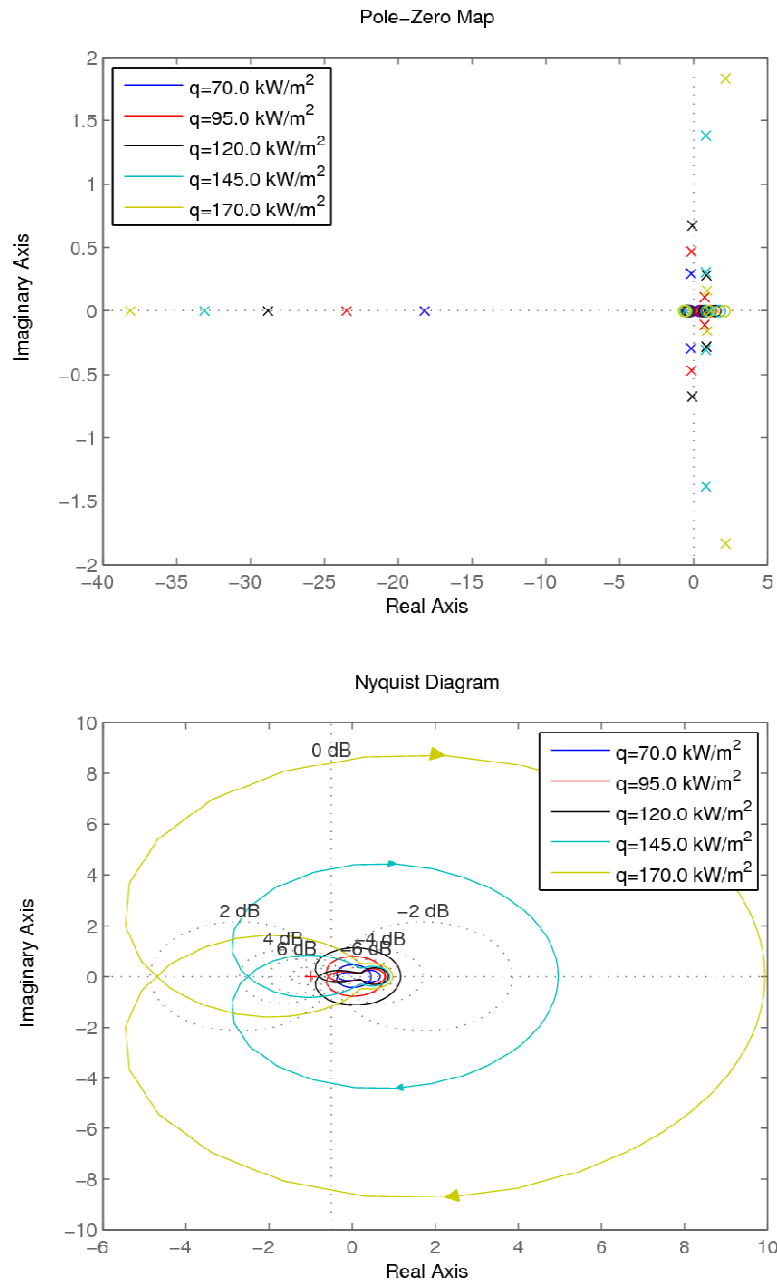 Pole−Zero Map
q=70.0 kW/m²
q=95.0 kW/m²
q=120.0 kW/m²
q=145.0 kW/m²
q=170.0 kW/m²
2
1.5
1
0.5
0
−0.5
−1
−1.5
−2
Imaginary Axis
−40 −35 −30 −25 −20 −15 −10 −5 0 5
Real Axis
Nyquist Diagram
q=70.0 kW/m²
q=95.0 kW/m²
q=120.0 kW/m²
q=145.0 kW/m²
q=170.0 kW/m²
0 dB
2 dB
−2 dB
4 dB
−4 dB
6 dB
−6 dB
10
8
6
4
2
0
−2
−4
−6
−8
−10
Imaginary Axis
−6 −4 −2 0 2 4 6 8 10
Real Axis